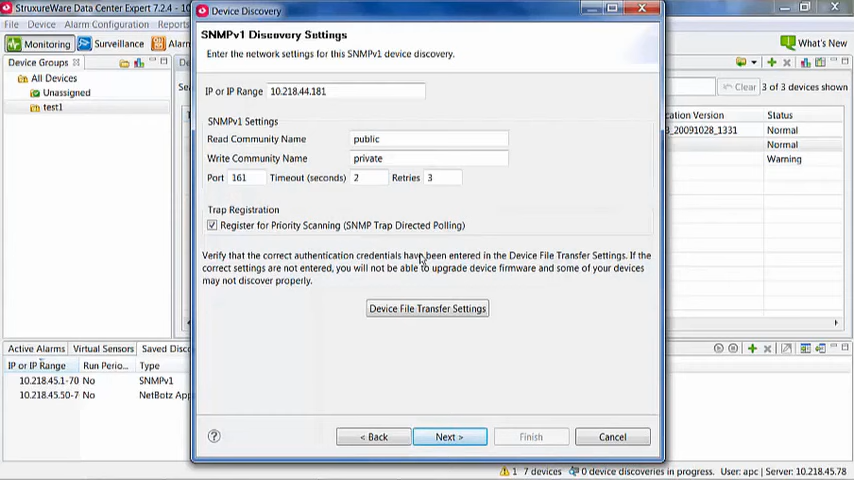 StruxureWare Data Center Expert 7.2.4 -
Device Discovery
File Device Alarm Configuration Reports
SNMPv1 Discovery Settings
Enter the network settings for this SNMPv1 device discovery.
Monitoring Surveillance Alarm
What's New
Device Groups
All Devices
Unassigned
test1
Clear 3 of 3 devices shown
IP or IP Range 10.218.44.181
cation Version Status
_20091028_1331 Normal
Normal
Warning
SNMPv1 Settings
Read Community Name public
Write Community Name private
Port 161 Timeout (seconds) 2 Retries 3
Trap Registration
Register for Priority Scanning (SNMP Trap Directed Polling)
Verify that the correct authentication credentials have been entered in the Device File Transfer Settings. If the
correct settings are not entered, you will not be able to upgrade device firmware and some of your devices
may not discover properly.
Device File Transfer Settings
Active Alarms Virtual Sensors Saved Disc
IP or IP Range Run Perio... Type
10.218.45.1-70 No SNMPv1
10.218.45.50-7 No NetBotz App
? < Back Next > Finish Cancel
1 7 devices 0 device discoveries in progress. User: apc | Server: 10.218.45.78